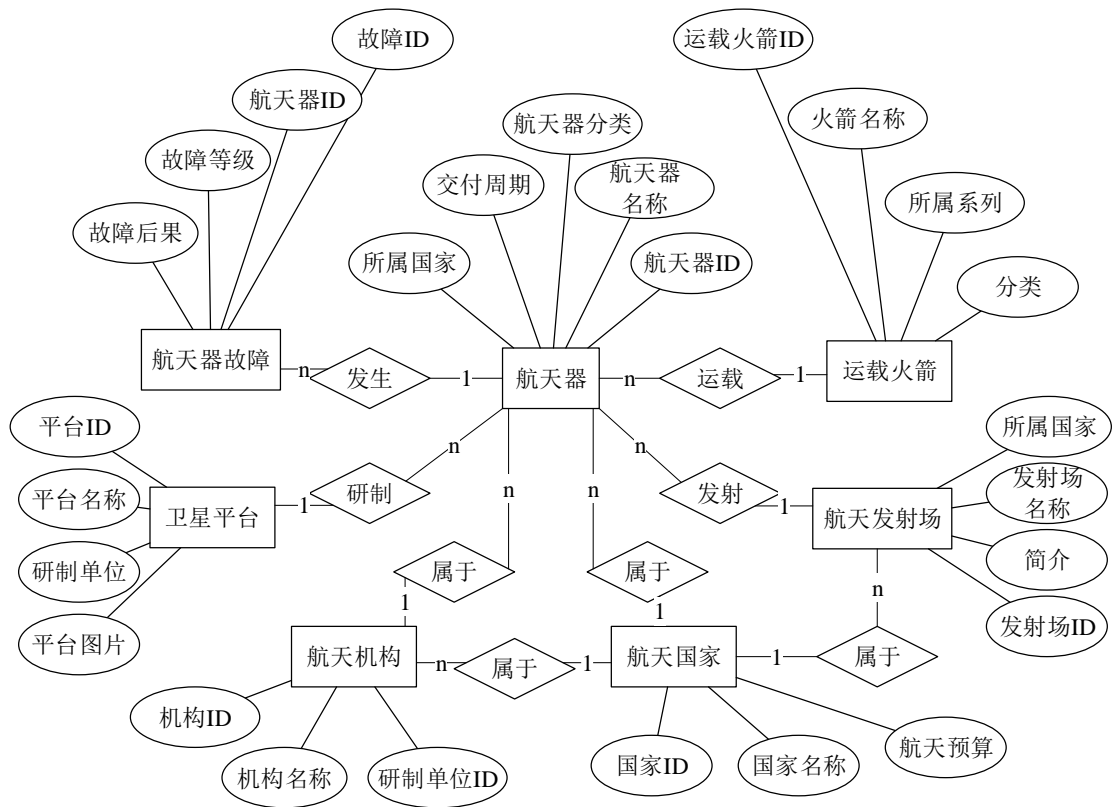 故障ID
运载火箭ID
航天器ID
航天器分类
火箭名称
故障等级
交付周期
航天器
名称
所属系列
故障后果
所属国家
航天器ID
分类
航天器故障
n
发生
1
航天器
n
运载
1
运载火箭
平台ID
所属国家
n
n
研制
发射
平台名称
卫星平台
1
n
n
1
航天发射场
发射场
名称
研制单位
简介
属于
属于
n
平台图片
1
1
发射场ID
航天机构
n
属于
1
航天国家
1
属于
机构ID
机构名称
研制单位ID
国家ID
国家名称
航天预算